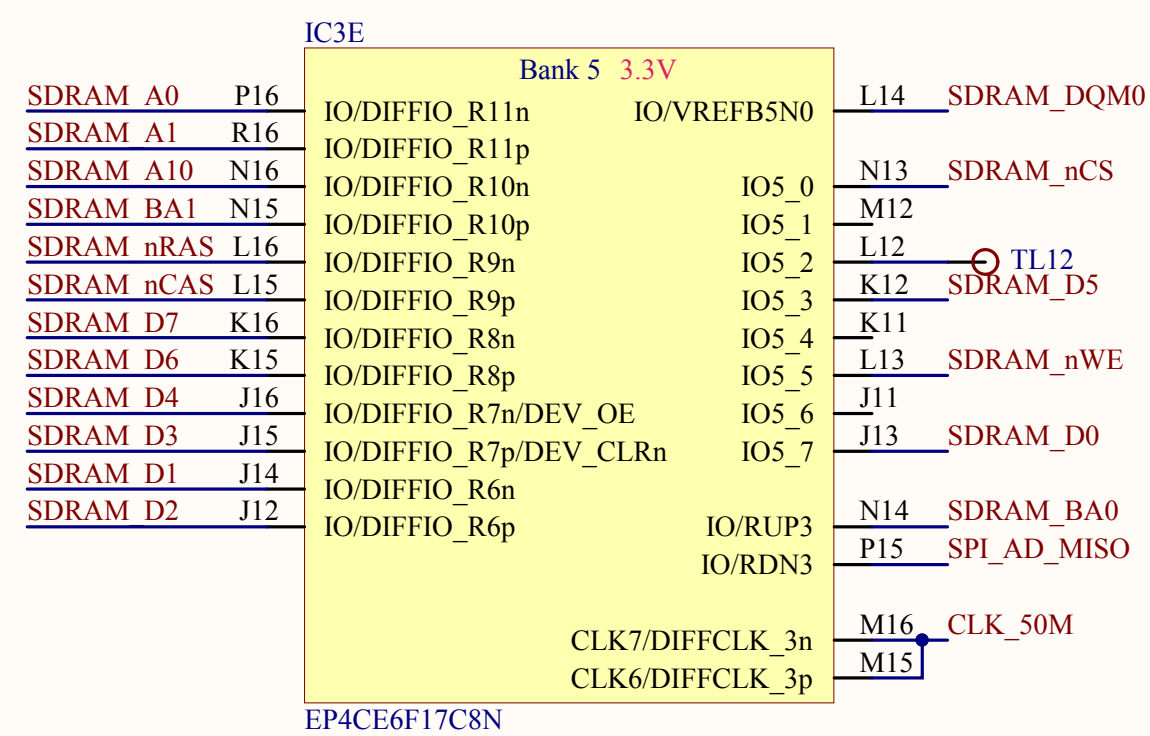 IC3E
Bank 5 3.3V
SDRAM_A0 P16 IO/DIFFIO_R11n IO/VREFB5N0 L14 SDRAM_DQM0
SDRAM_A1 R16 IO/DIFFIO_R11p
SDRAM_A10 N16 IO/DIFFIO_R10n IO5_0 N13 SDRAM_nCS
SDRAM_BA1 N15 IO/DIFFIO_R10p IO5_1 M12
SDRAM_nRAS L16 IO/DIFFIO_R9n IO5_2 L12 TL12
SDRAM_nCAS L15 IO/DIFFIO_R9p IO5_3 K12 SDRAM_D5
SDRAM_D7 K16 IO/DIFFIO_R8n IO5_4 K11
SDRAM_D6 K15 IO/DIFFIO_R8p IO5_5 L13 SDRAM_nWE
SDRAM_D4 J16 IO/DIFFIO_R7n/DEV_OE IO5_6 J11
SDRAM_D3 J15 IO/DIFFIO_R7p/DEV_CLRn IO5_7 J13 SDRAM_D0
SDRAM_D1 J14 IO/DIFFIO_R6n
SDRAM_D2 J12 IO/DIFFIO_R6p IO/RUP3 N14 SDRAM_BA0
IO/RDN3 P15 SPI_AD_MISO
CLK7/DIFFCLK_3n M16 CLK_50M
CLK6/DIFFCLK_3p M15
EP4CE6F17C8N